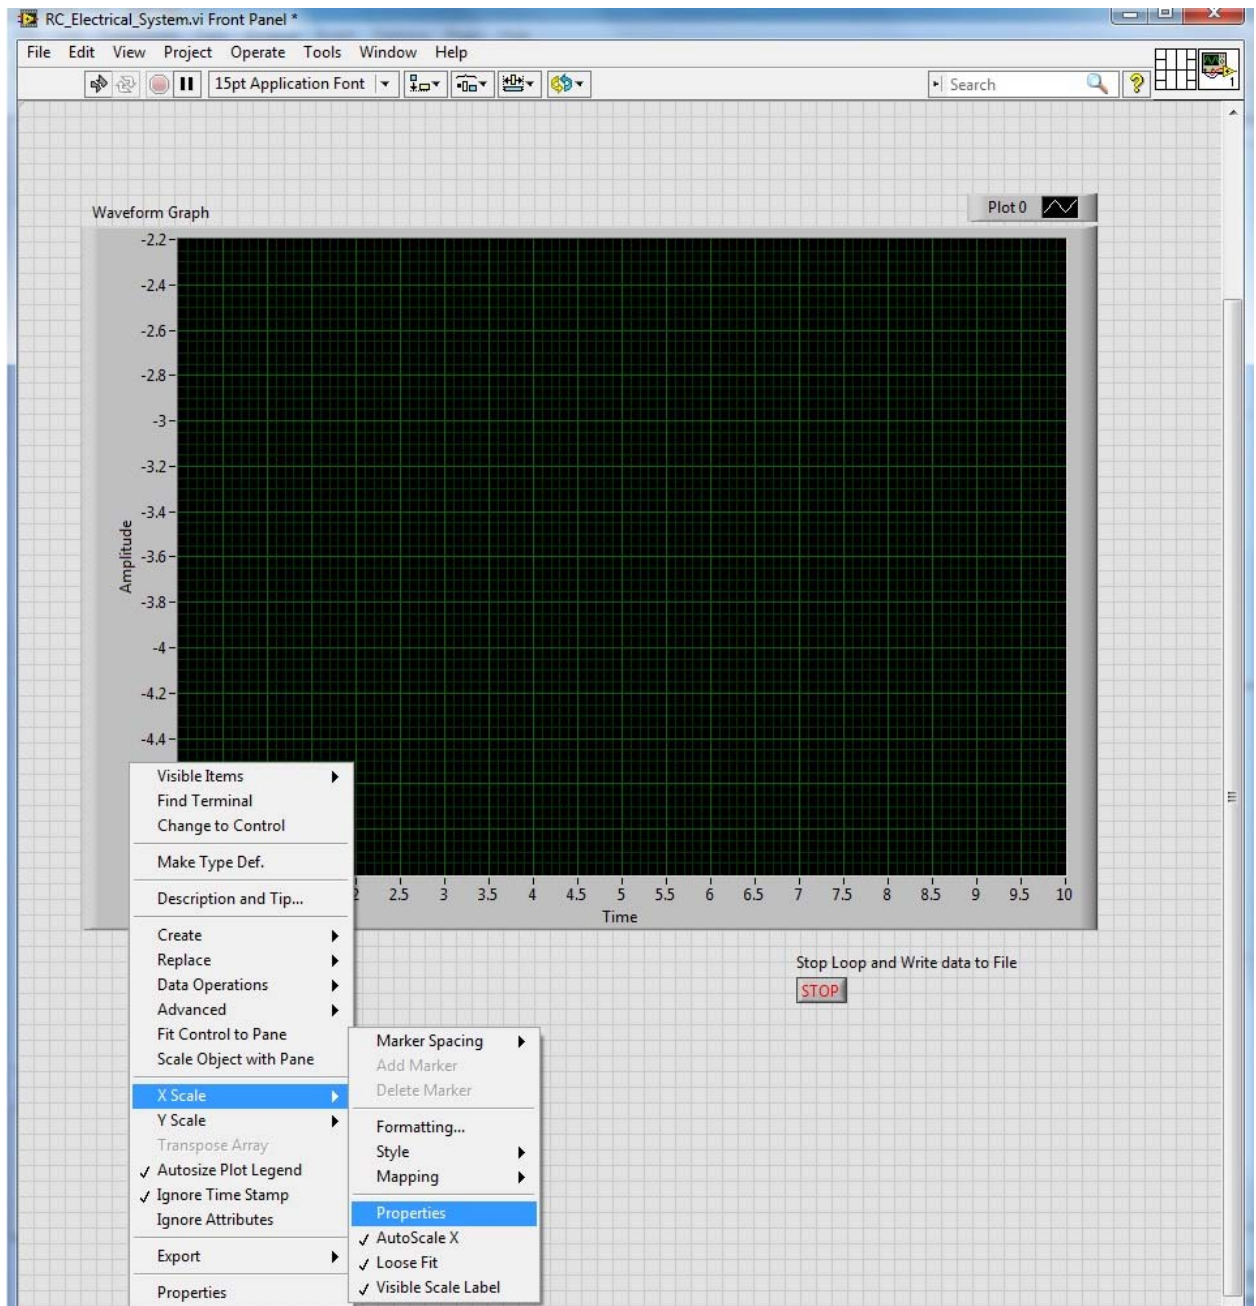 RC_Electrical_System.vi Front Panel *
File Edit View Project Operate Tools Window Help
15pt Application Font
Search
1
Waveform Graph
Plot 0
-2.2
-2.4
-2.6
-2.8
-3
-3.2
-3.4
-3.6
-3.8
-4
-4.2
-4.4
Amplitude
2 2.5 3 3.5 4 4.5 5 5.5 6 6.5 7 7.5 8 8.5 9 9.5 10
Time
Stop Loop and Write data to File
STOP
Visible Items
Find Terminal
Change to Control
Make Type Def.
Description and Tip...
Create
Replace
Data Operations
Advanced
Fit Control to Pane
Scale Object with Pane
X Scale
Y Scale
Transpose Array
Autosize Plot Legend
Ignore Time Stamp
Ignore Attributes
Export
Properties
Marker Spacing
Add Marker
Delete Marker
Formatting...
Style
Mapping
Properties
AutoScale X
Loose Fit
Visible Scale Label